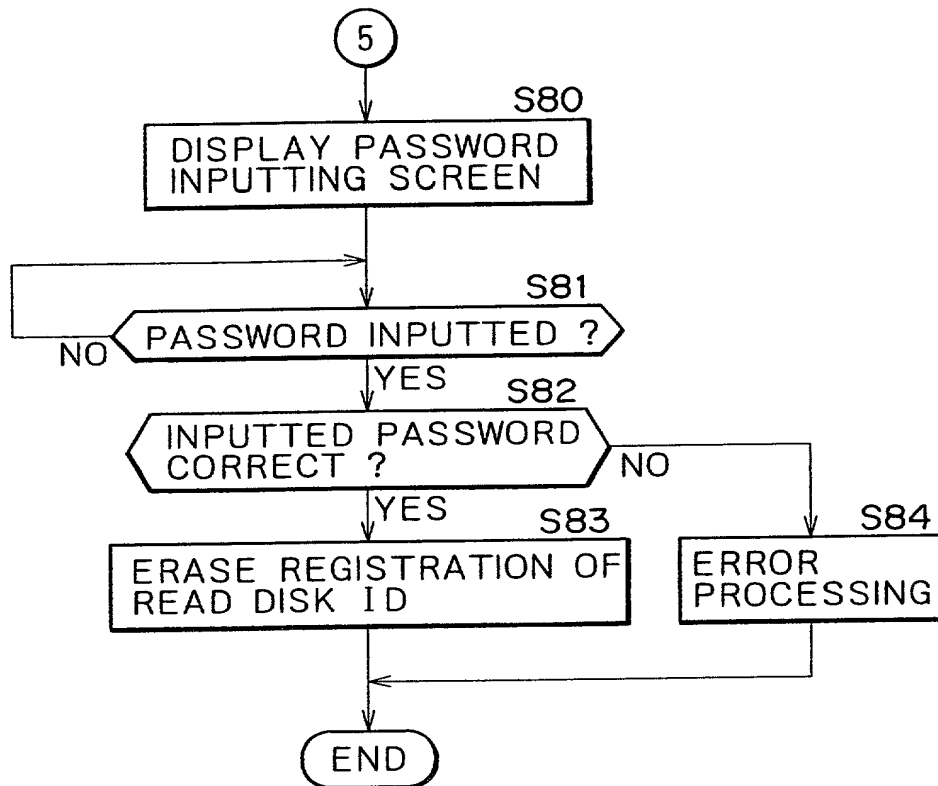 5
S80
DISPLAY PASSWORD
INPUTTING SCREEN
S81
PASSWORD INPUTTED ?
NO
YES
S82
INPUTTED PASSWORD
CORRECT ?
NO
YES
S83
ERASE REGISTRATION OF
READ DISK ID
S84
ERROR
PROCESSING
END